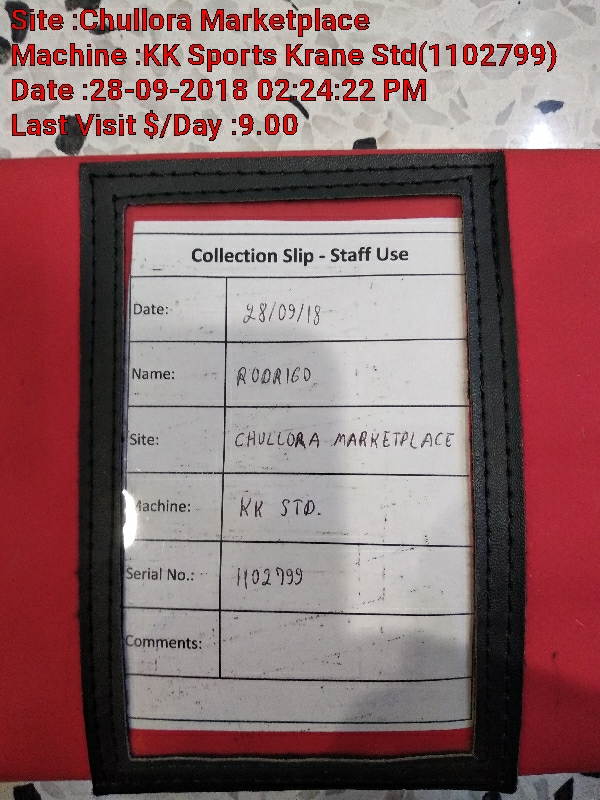 Site :Chullora Marketplace
Machine :KK Sports Krane Std(1102799)
Date :28-09-2018 02:24:22 PM
Last Visit $/Day :9.00
Collection Slip - Staff Use
Date: 28/09/18
Name: RODRIGO
Site: CHULLORA MARKETPLACE
Machine: KK STD.
Serial No.: 1102799
Comments: